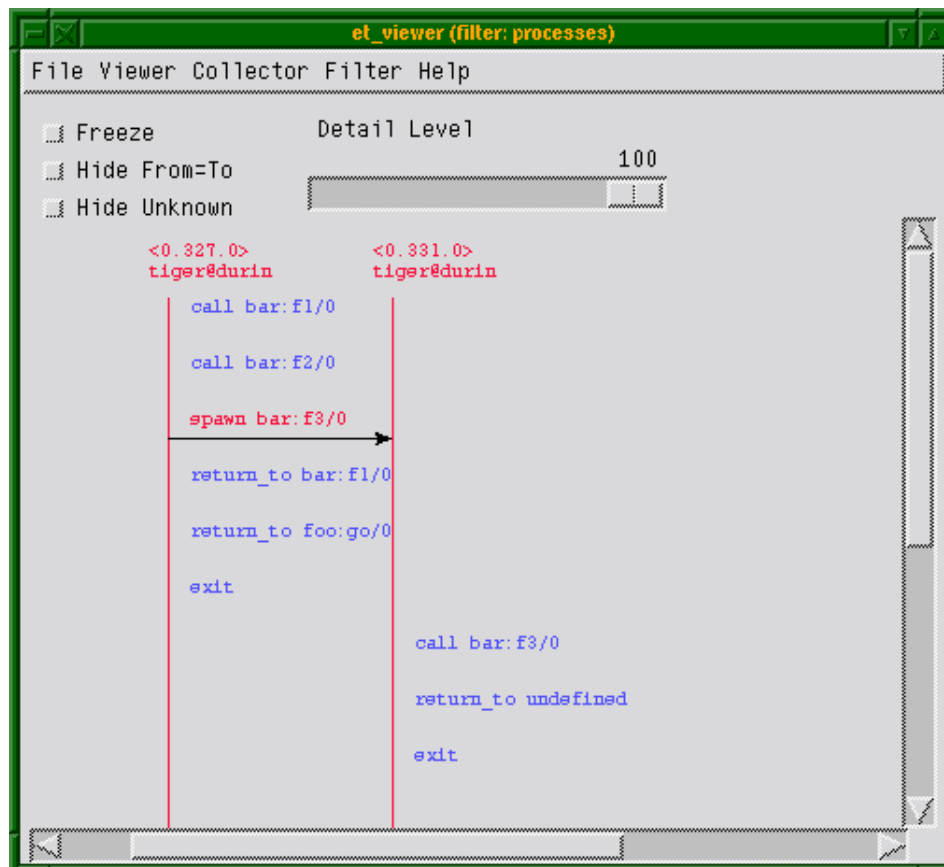 et_viewer (filter: processes)
File Viewer Collector Filter Help
Freeze
Detail Level
Hide From=To
100
Hide Unknown
<0.327.0> <0.331.0>
tiger@durin tiger@durin
call bar:f1/0
call bar:f2/0
spawn bar:f3/0
return_to bar:f1/0
return_to foo:go/0
exit
call bar:f3/0
return_to undefined
exit